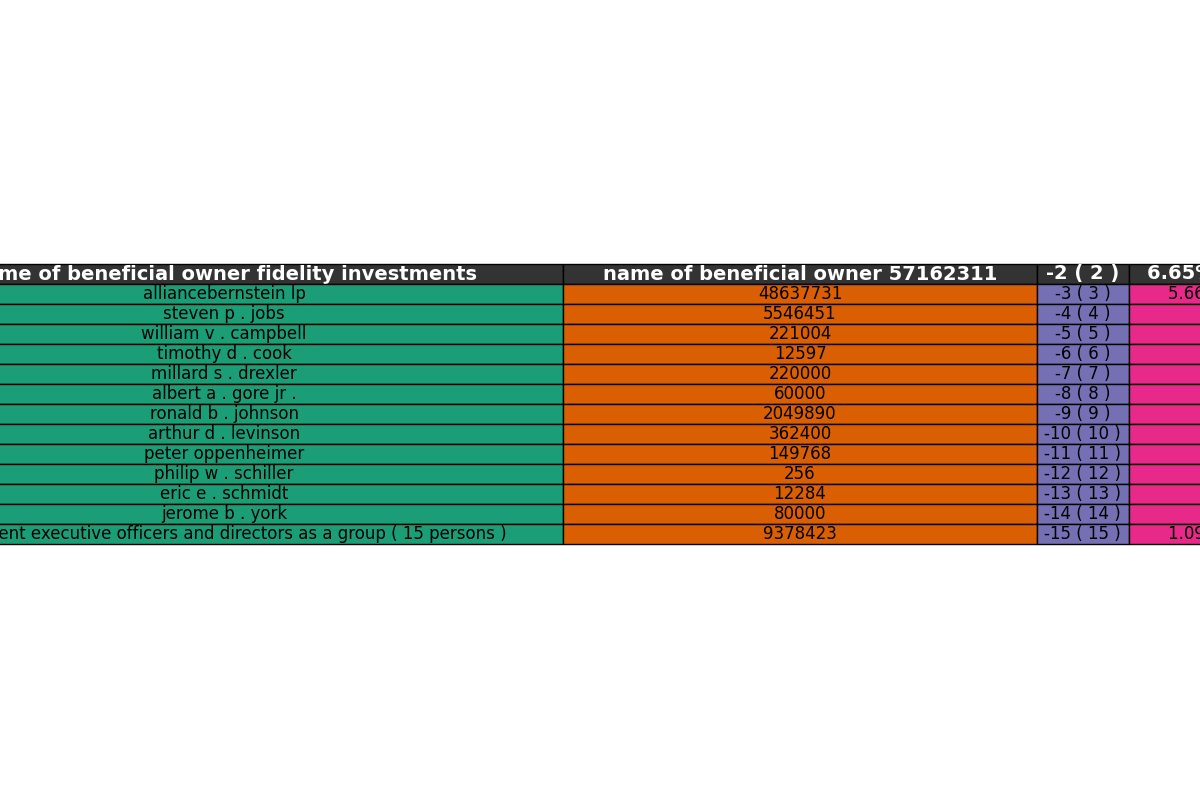 me of beneficial owner fidelity investments name of beneficial owner 57162311 -2 ( 2 ) 6.65%
alliancebernstein lp 48637731 -3 ( 3 ) 5.66
steven p . jobs 5546451 -4 ( 4 )
william v . campbell 221004 -5 ( 5 )
timothy d . cook 12597 -6 ( 6 )
millard s . drexler 220000 -7 ( 7 )
albert a . gore jr . 60000 -8 ( 8 )
ronald b . johnson 2049890 -9 ( 9 )
arthur d . levinson 362400 -10 ( 10 )
peter oppenheimer 149768 -11 ( 11 )
philip w . schiller 256 -12 ( 12 )
eric e . schmidt 12284 -13 ( 13 )
jerome b . york 80000 -14 ( 14 )
ent executive officers and directors as a group ( 15 persons ) 9378423 -15 ( 15 ) 1.09